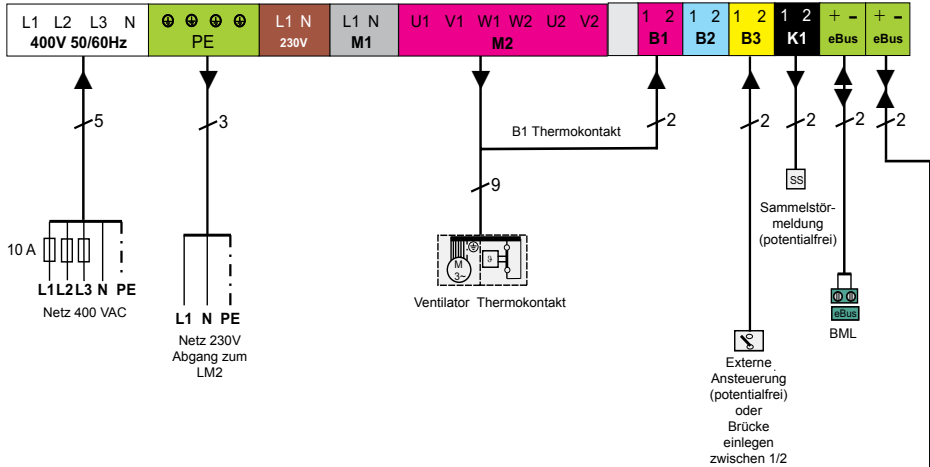 L1 L2 L3 N
400V 50/60Hz
PE
L1 N
230V
L1 N
M1
U1 V1 W1 W2 U2 V2
M2
1 2
B1
1 2
B2
1 2
B3
1 2
K1
+ -
eBus
+ -
eBus
5
3
B1 Thermokontakt
2
2
2
2
2
9
10 A
L1 L2 L3 N PE
Netz 400 VAC
L1 N PE
Netz 230V
Abgang zum
LM2
M
3~
ϑ
Ventilator Thermokontakt
SS
Sammelstör-
meldung
(potentialfrei)
eBus
BML
Externe
Ansteuerung
(potentialfrei)
oder
Brücke
einlegen
zwischen 1/2